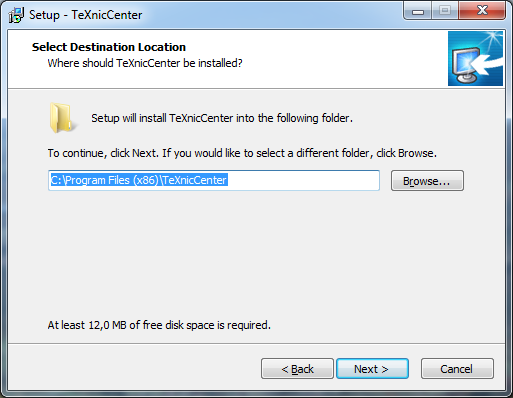 Setup - TeXnicCenter
Select Destination Location
Where should TeXnicCenter be installed?
Setup will install TeXnicCenter into the following folder.
To continue, click Next. If you would like to select a different folder, click Browse.
C:\Program Files (x86)\TeXnicCenter
Browse...
At least 12,0 MB of free disk space is required.
< Back
Next >
Cancel